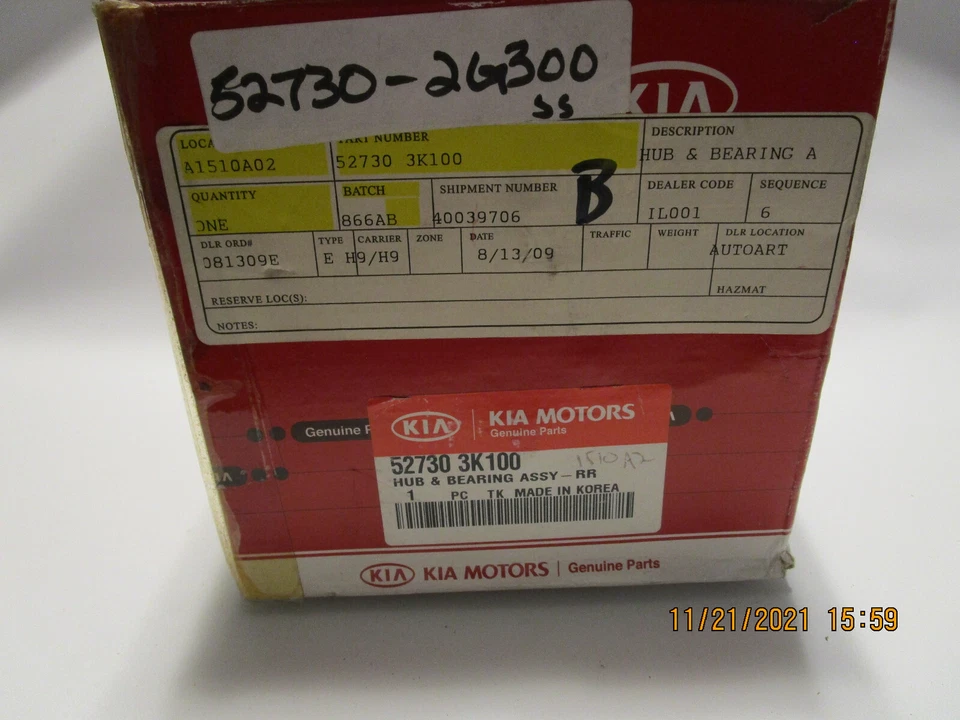 52730-2G300
SS
KIA
PART NUMBER
DESCRIPTION
A1510A02
52730 3K100
HUB & BEARING A
QUANTITY
BATCH
SHIPMENT NUMBER
B
DEALER CODE
SEQUENCE
ONE
866AB
40039706
IL001
6
DLR ORD#
TYPE
CARRIER
ZONE
DATE
TRAFFIC
WEIGHT
DLR LOCATION
081309E
E H9/H9
8/13/09
AUTOART
RESERVE LOC(S):
HAZMAT
NOTES:
Genuine P
KIA
KIA MOTORS
Genuine Parts
52730 3K100
1510A2
HUB & BEARING ASSY-RR
1 PC TK MADE IN KOREA
KIA KIA MOTORS | Genuine Parts
11/21/2021 15:59